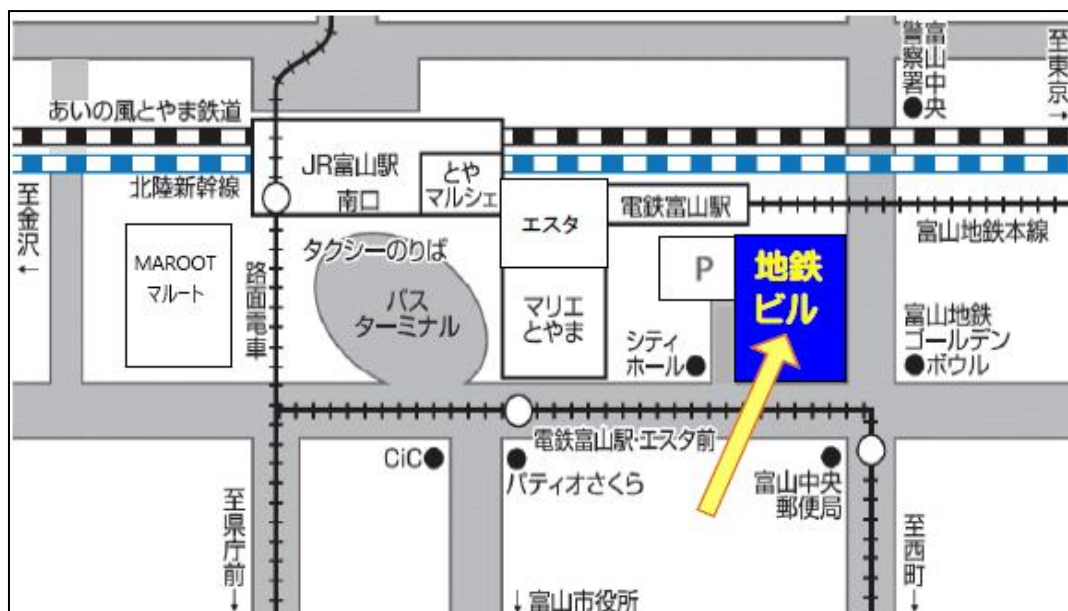 富山中央
警察署
至東京→
あいの風とやま鉄道
JR富山駅
南口
とや
マルシェ
北陸新幹線
至金沢←
エスタ
電鉄富山駅
富山地鉄本線
MAROOT
マルート
路面電車
タクシーのりば
バス
ターミナル
マリエ
とやま
P
地鉄
ビル
シティ
ホール
富山地鉄
ゴールデン
ボウル
電鉄富山駅・エスタ前
CiC
パティオさくら
富山中央
郵便局
至県庁前→
↓富山市役所
至西町→